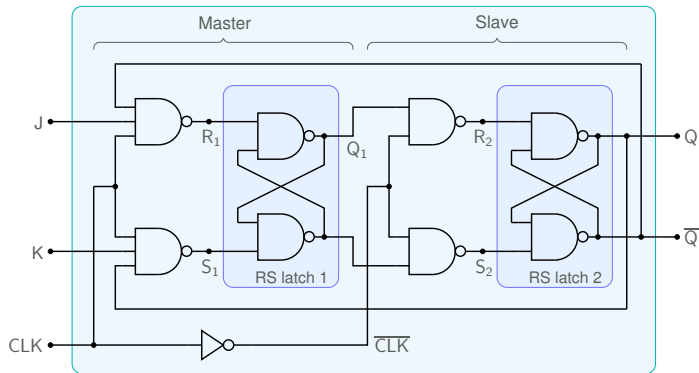 Master Slave
J R₁ Q₁ R₂ Q
K S₁ RS latch 1 S₂ RS latch 2 Q̅
CLK C̅L̅K̅